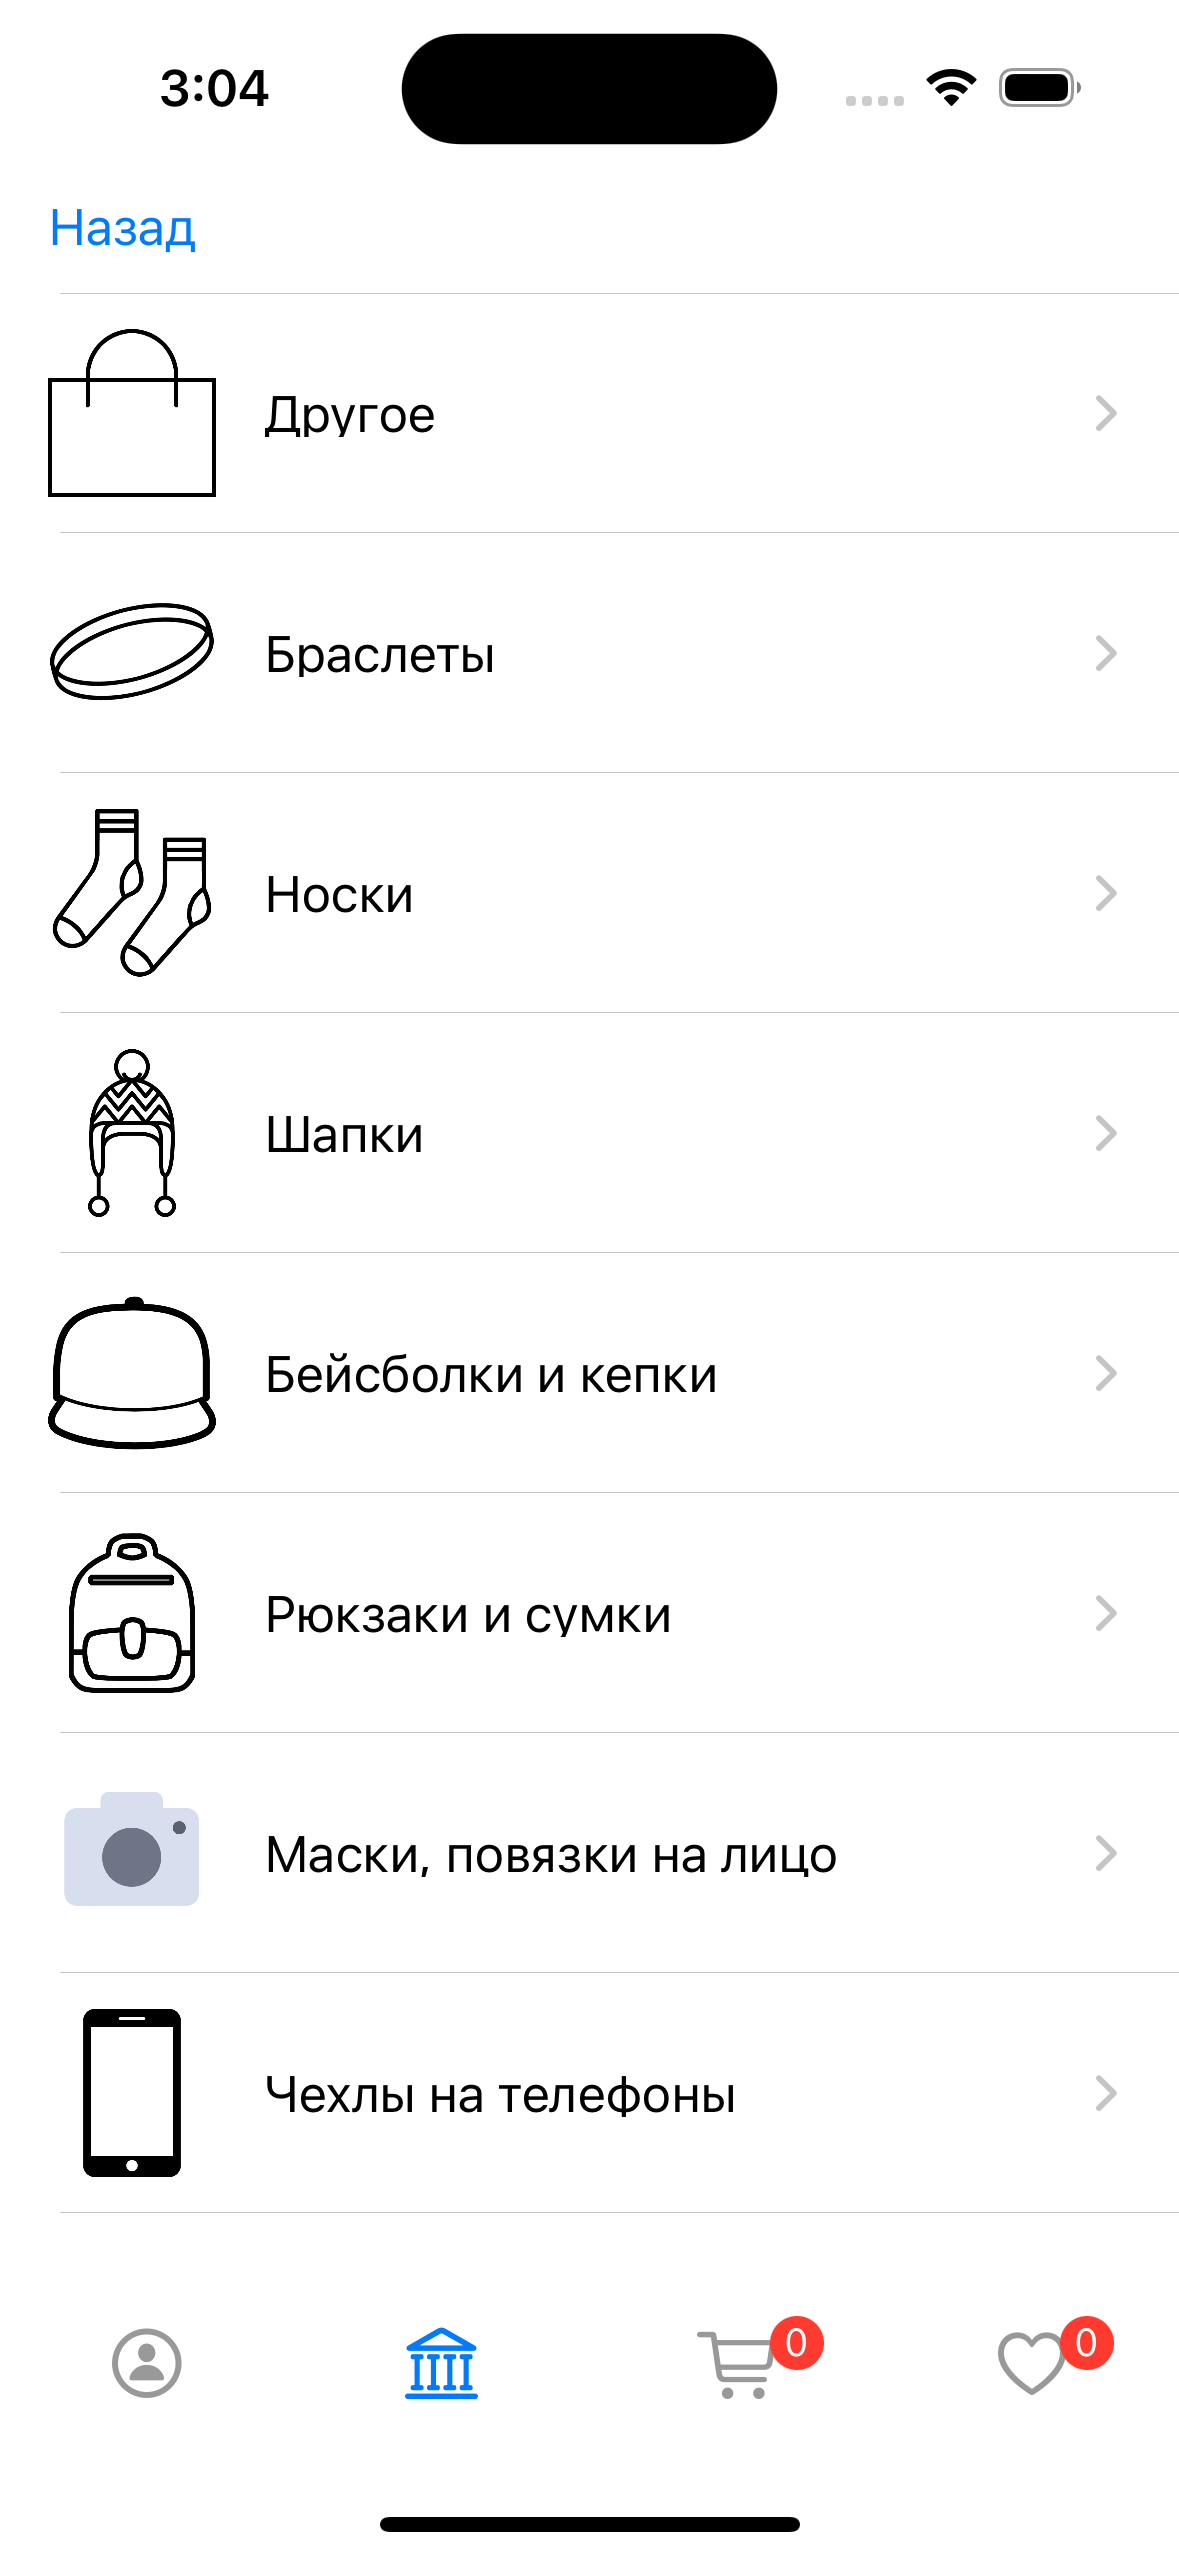 3:04
Назад
Другое
Браслеты
Носки
Шапки
Бейсболки и кепки
Рюкзаки и сумки
Маски, повязки на лицо
Чехлы на телефоны
0
0